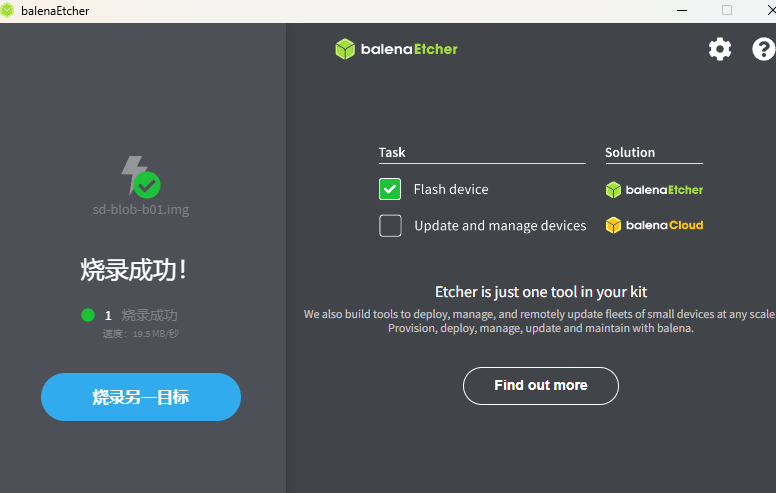 balenaEtcher
balenaEtcher
sd-blob-b01.img
烧录成功!
1 烧录成功
速度: 19.5 MB/秒
烧录另一目标
Task Solution
Flash device balenaEtcher
Update and manage devices balenaCloud
Etcher is just one tool in your kit
We also build tools to deploy, manage, and remotely update fleets of small devices at any scale
Provision, deploy, manage, update and maintain with balena.
Find out more